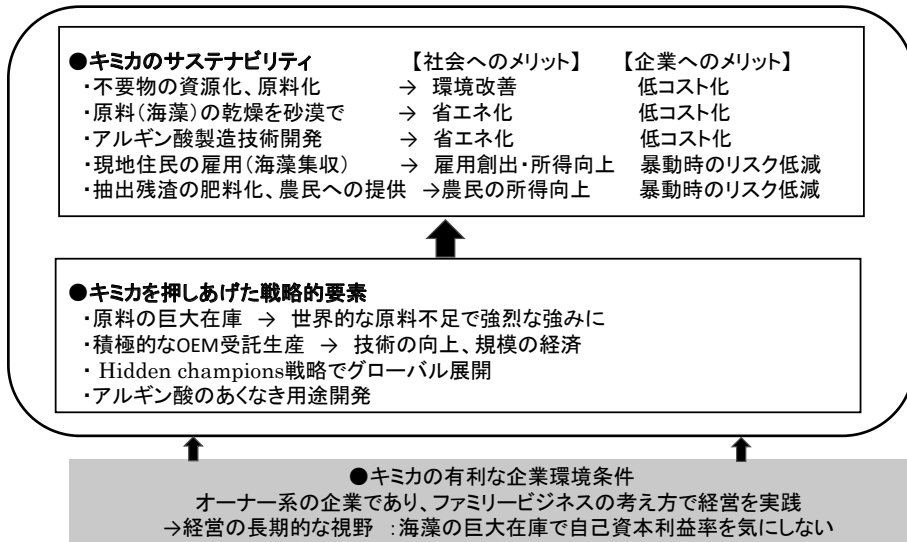 ●キミカのサステナビリティ 【社会へのメリット】 【企業へのメリット】
・不要物の資源化、原料化 → 環境改善 低コスト化
・原料(海藻)の乾燥を砂漠で → 省エネ化 低コスト化
・アルギン酸製造技術開発 → 省エネ化 低コスト化
・現地住民の雇用(海藻集収) → 雇用創出・所得向上 暴動時のリスク低減
・抽出残渣の肥料化、農民への提供 →農民の所得向上 暴動時のリスク低減
●キミカを押しあげた戦略的要素
・原料の巨大在庫 → 世界的な原料不足で強烈な強みに
・積極的なOEM受託生産 → 技術の向上、規模の経済
・Hidden champions戦略でグローバル展開
・アルギン酸のあくなき用途開発
●キミカの有利な企業環境条件
オーナー系の企業であり、ファミリービジネスの考え方で経営を実践
→経営の長期的な視野 :海藻の巨大在庫で自己資本利益率を気にしない